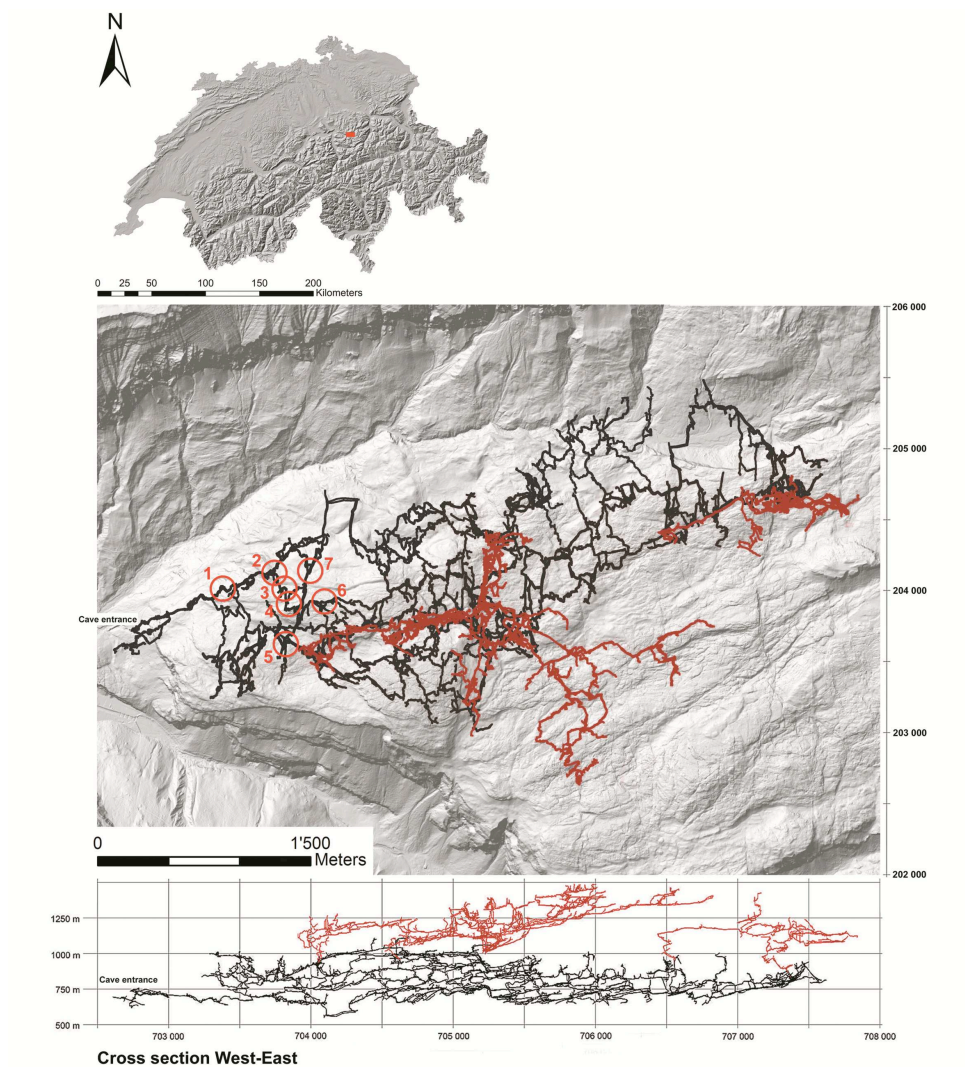 N
0 25 50 100 150 200
Kilometers
206 000
205 000
204 000
203 000
202 000
1
2
3
4
5
6
7
Cave entrance
0 1'500
Meters
1250 m
1000 m
Cave entrance
750 m
500 m
703 000 704 000 705 000 706 000 707 000 708 000
Cross section West-East